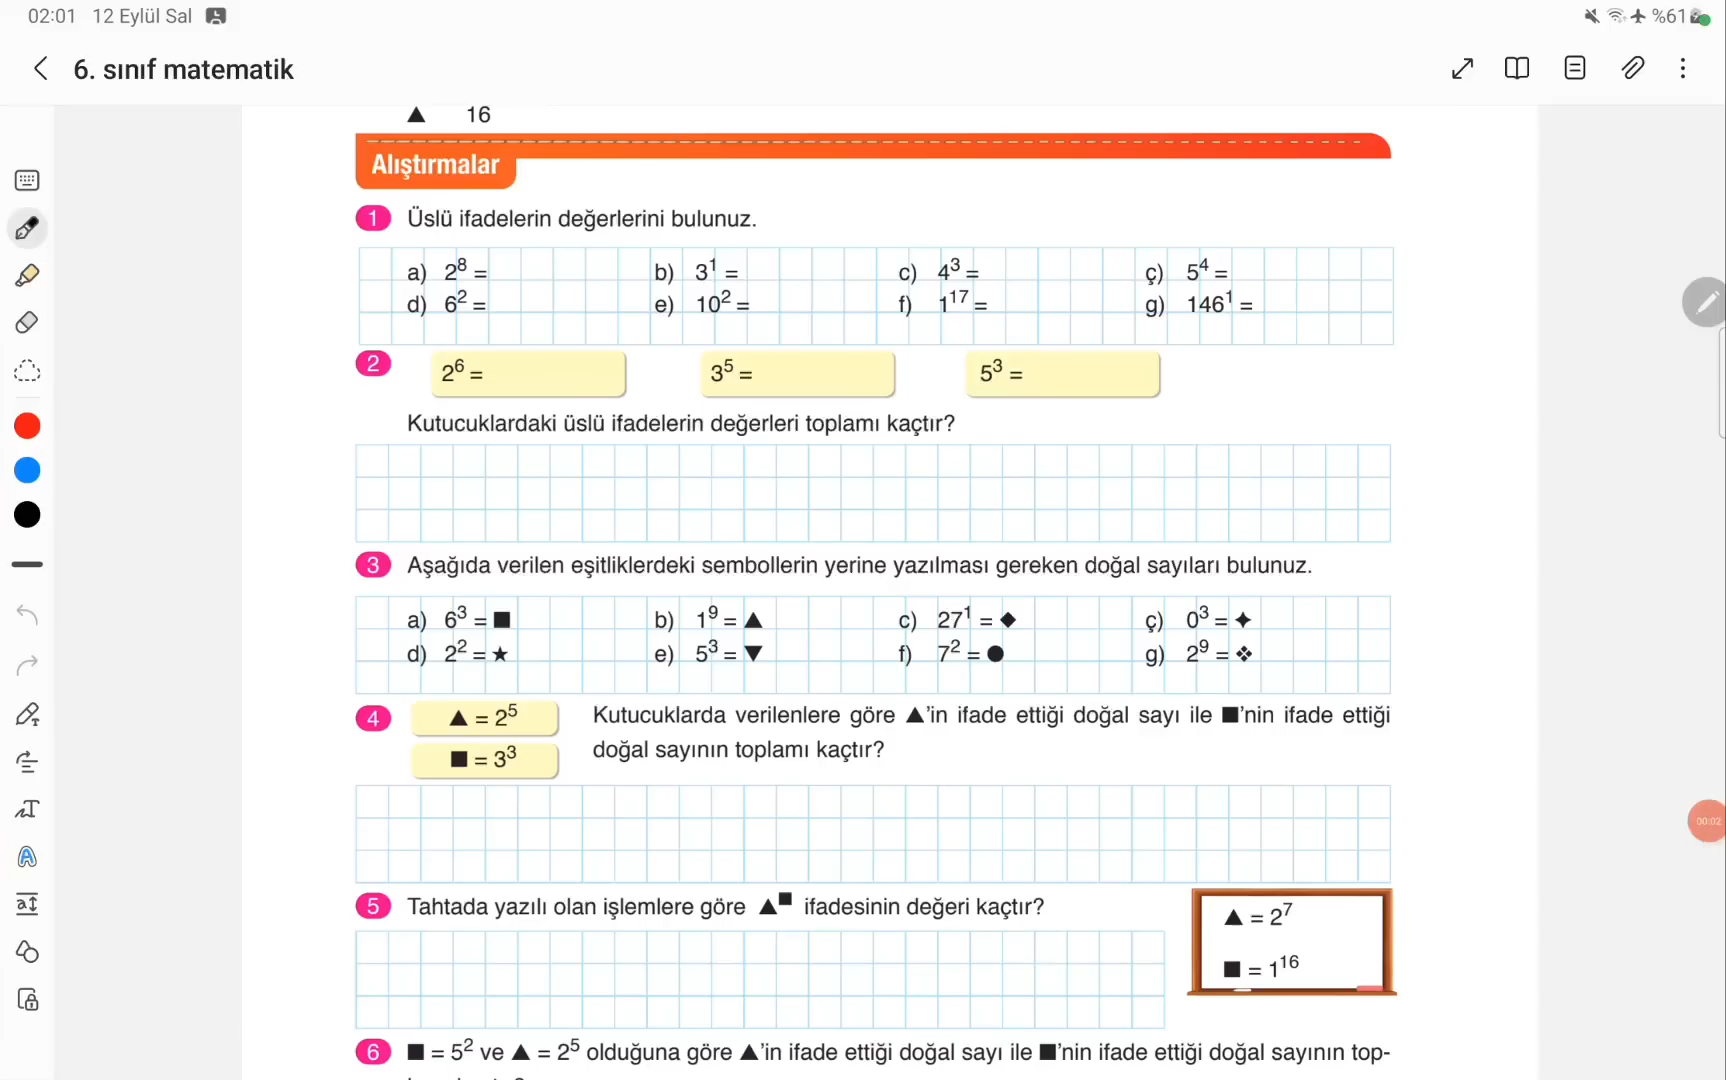 02:01 12 Eylül Sal %61
6. sınıf matematik
▲ 16
Alıştırmalar
1 Üslü ifadelerin değerlerini bulunuz.
a) 2⁸ = b) 3¹ = c) 4³ = ç) 5⁴ =
d) 6² = e) 10² = f) 1¹⁷ = g) 146¹ =
2 2⁶ = 3⁵ = 5³ =
Kutucuklardaki üslü ifadelerin değerleri toplamı kaçtır?
3 Aşağıda verilen eşitliklerdeki sembollerin yerine yazılması gereken doğal sayıları bulunuz.
a) 6³ = ■ b) 1⁹ = ▲ c) 27¹ = ◆ ç) 0³ = ✦
d) 2² = ★ e) 5³ = ▼ f) 7² = ● g) 2⁹ = ❖
4 ▲ = 2⁵ Kutucuklarda verilenlere göre ▲'in ifade ettiği doğal sayı ile ■'nin ifade ettiği
■ = 3³ doğal sayının toplamı kaçtır?
5 Tahtada yazılı olan işlemlere göre ▲■ ifadesinin değeri kaçtır?
▲ = 2⁷
■ = 1¹⁶
00:02
6 ■ = 5² ve ▲ = 2⁵ olduğuna göre ▲'in ifade ettiği doğal sayı ile ■'nin ifade ettiği doğal sayının top-